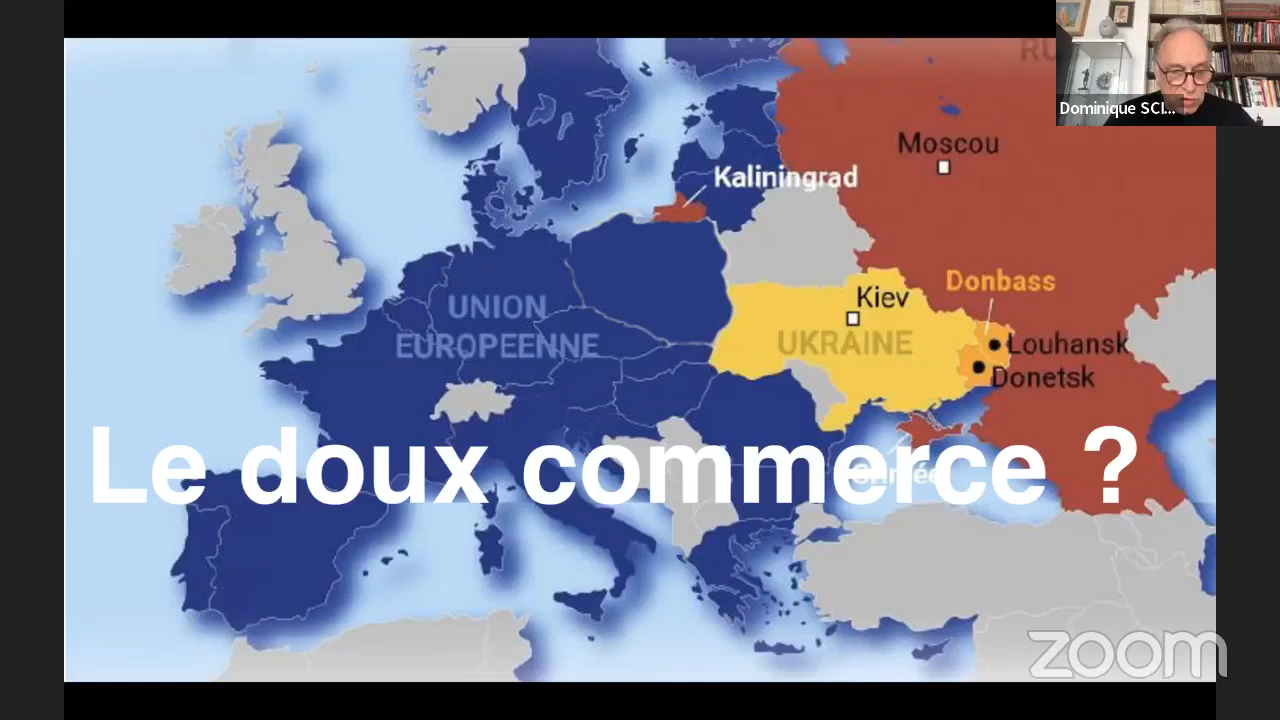 Dominique SCI...
RU
Moscou
Kaliningrad
Donbass
Kiev
UNION
EUROPEENNE
UKRAINE
Louhansk
Donetsk
Le doux commerce ?
zoom